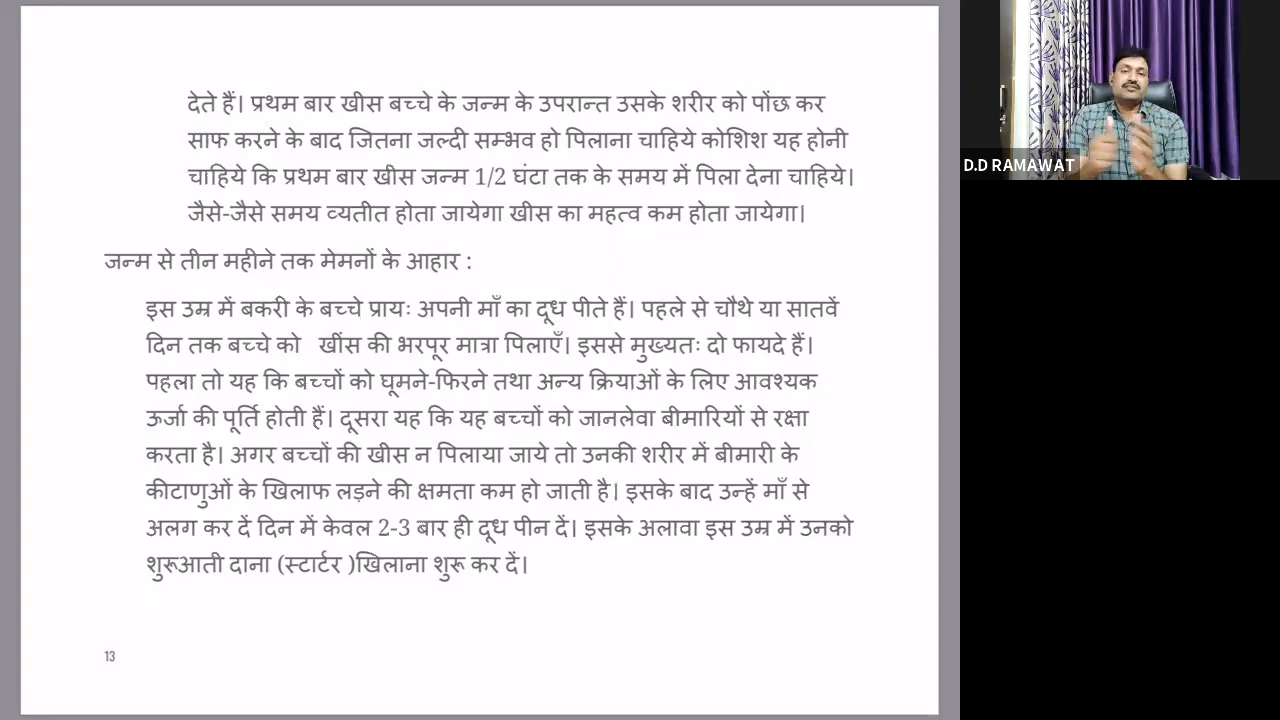 देते हैं। प्रथम बार खीस बच्चे के जन्म के उपरान्त उसके शरीर को पोंछ कर
साफ करने के बाद जितना जल्दी सम्भव हो पिलाना चाहिये कोशिश यह होनी
चाहिये कि प्रथम बार खीस जन्म 1/2 घंटा तक के समय में पिला देना चाहिये।
जैसे-जैसे समय व्यतीत होता जायेगा खीस का महत्व कम होता जायेगा।
जन्म से तीन महीने तक मेमनों के आहार :
इस उम्र में बकरी के बच्चे प्रायः अपनी माँ का दूध पीते हैं। पहले से चौथे या सातवें
दिन तक बच्चे को खींस की भरपूर मात्रा पिलाएँ। इससे मुख्यतः दो फायदे हैं।
पहला तो यह कि बच्चों को घूमने-फिरने तथा अन्य क्रियाओं के लिए आवश्यक
ऊर्जा की पूर्ति होती हैं। दूसरा यह कि यह बच्चों को जानलेवा बीमारियों से रक्षा
करता है। अगर बच्चों की खीस न पिलाया जाये तो उनकी शरीर में बीमारी के
कीटाणुओं के खिलाफ लड़ने की क्षमता कम हो जाती है। इसके बाद उन्हें माँ से
अलग कर दें दिन में केवल 2-3 बार ही दूध पीन दें। इसके अलावा इस उम्र में उनको
शुरूआती दाना (स्टार्टर )खिलाना शुरू कर दें।
13
D.D RAMAWAT